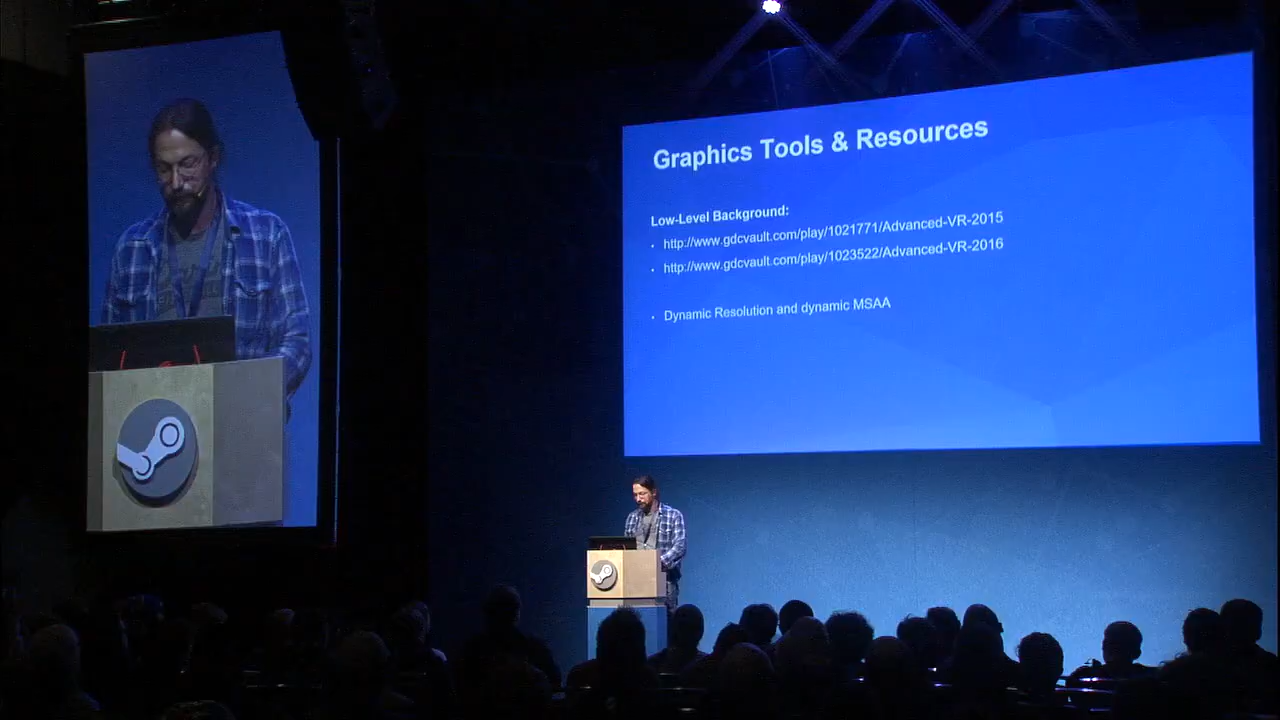 Graphics Tools & Resources
Low-Level Background:
http://www.gdcvault.com/play/1021771/Advanced-VR-2015
http://www.gdcvault.com/play/1023522/Advanced-VR-2016
Dynamic Resolution and dynamic MSAA